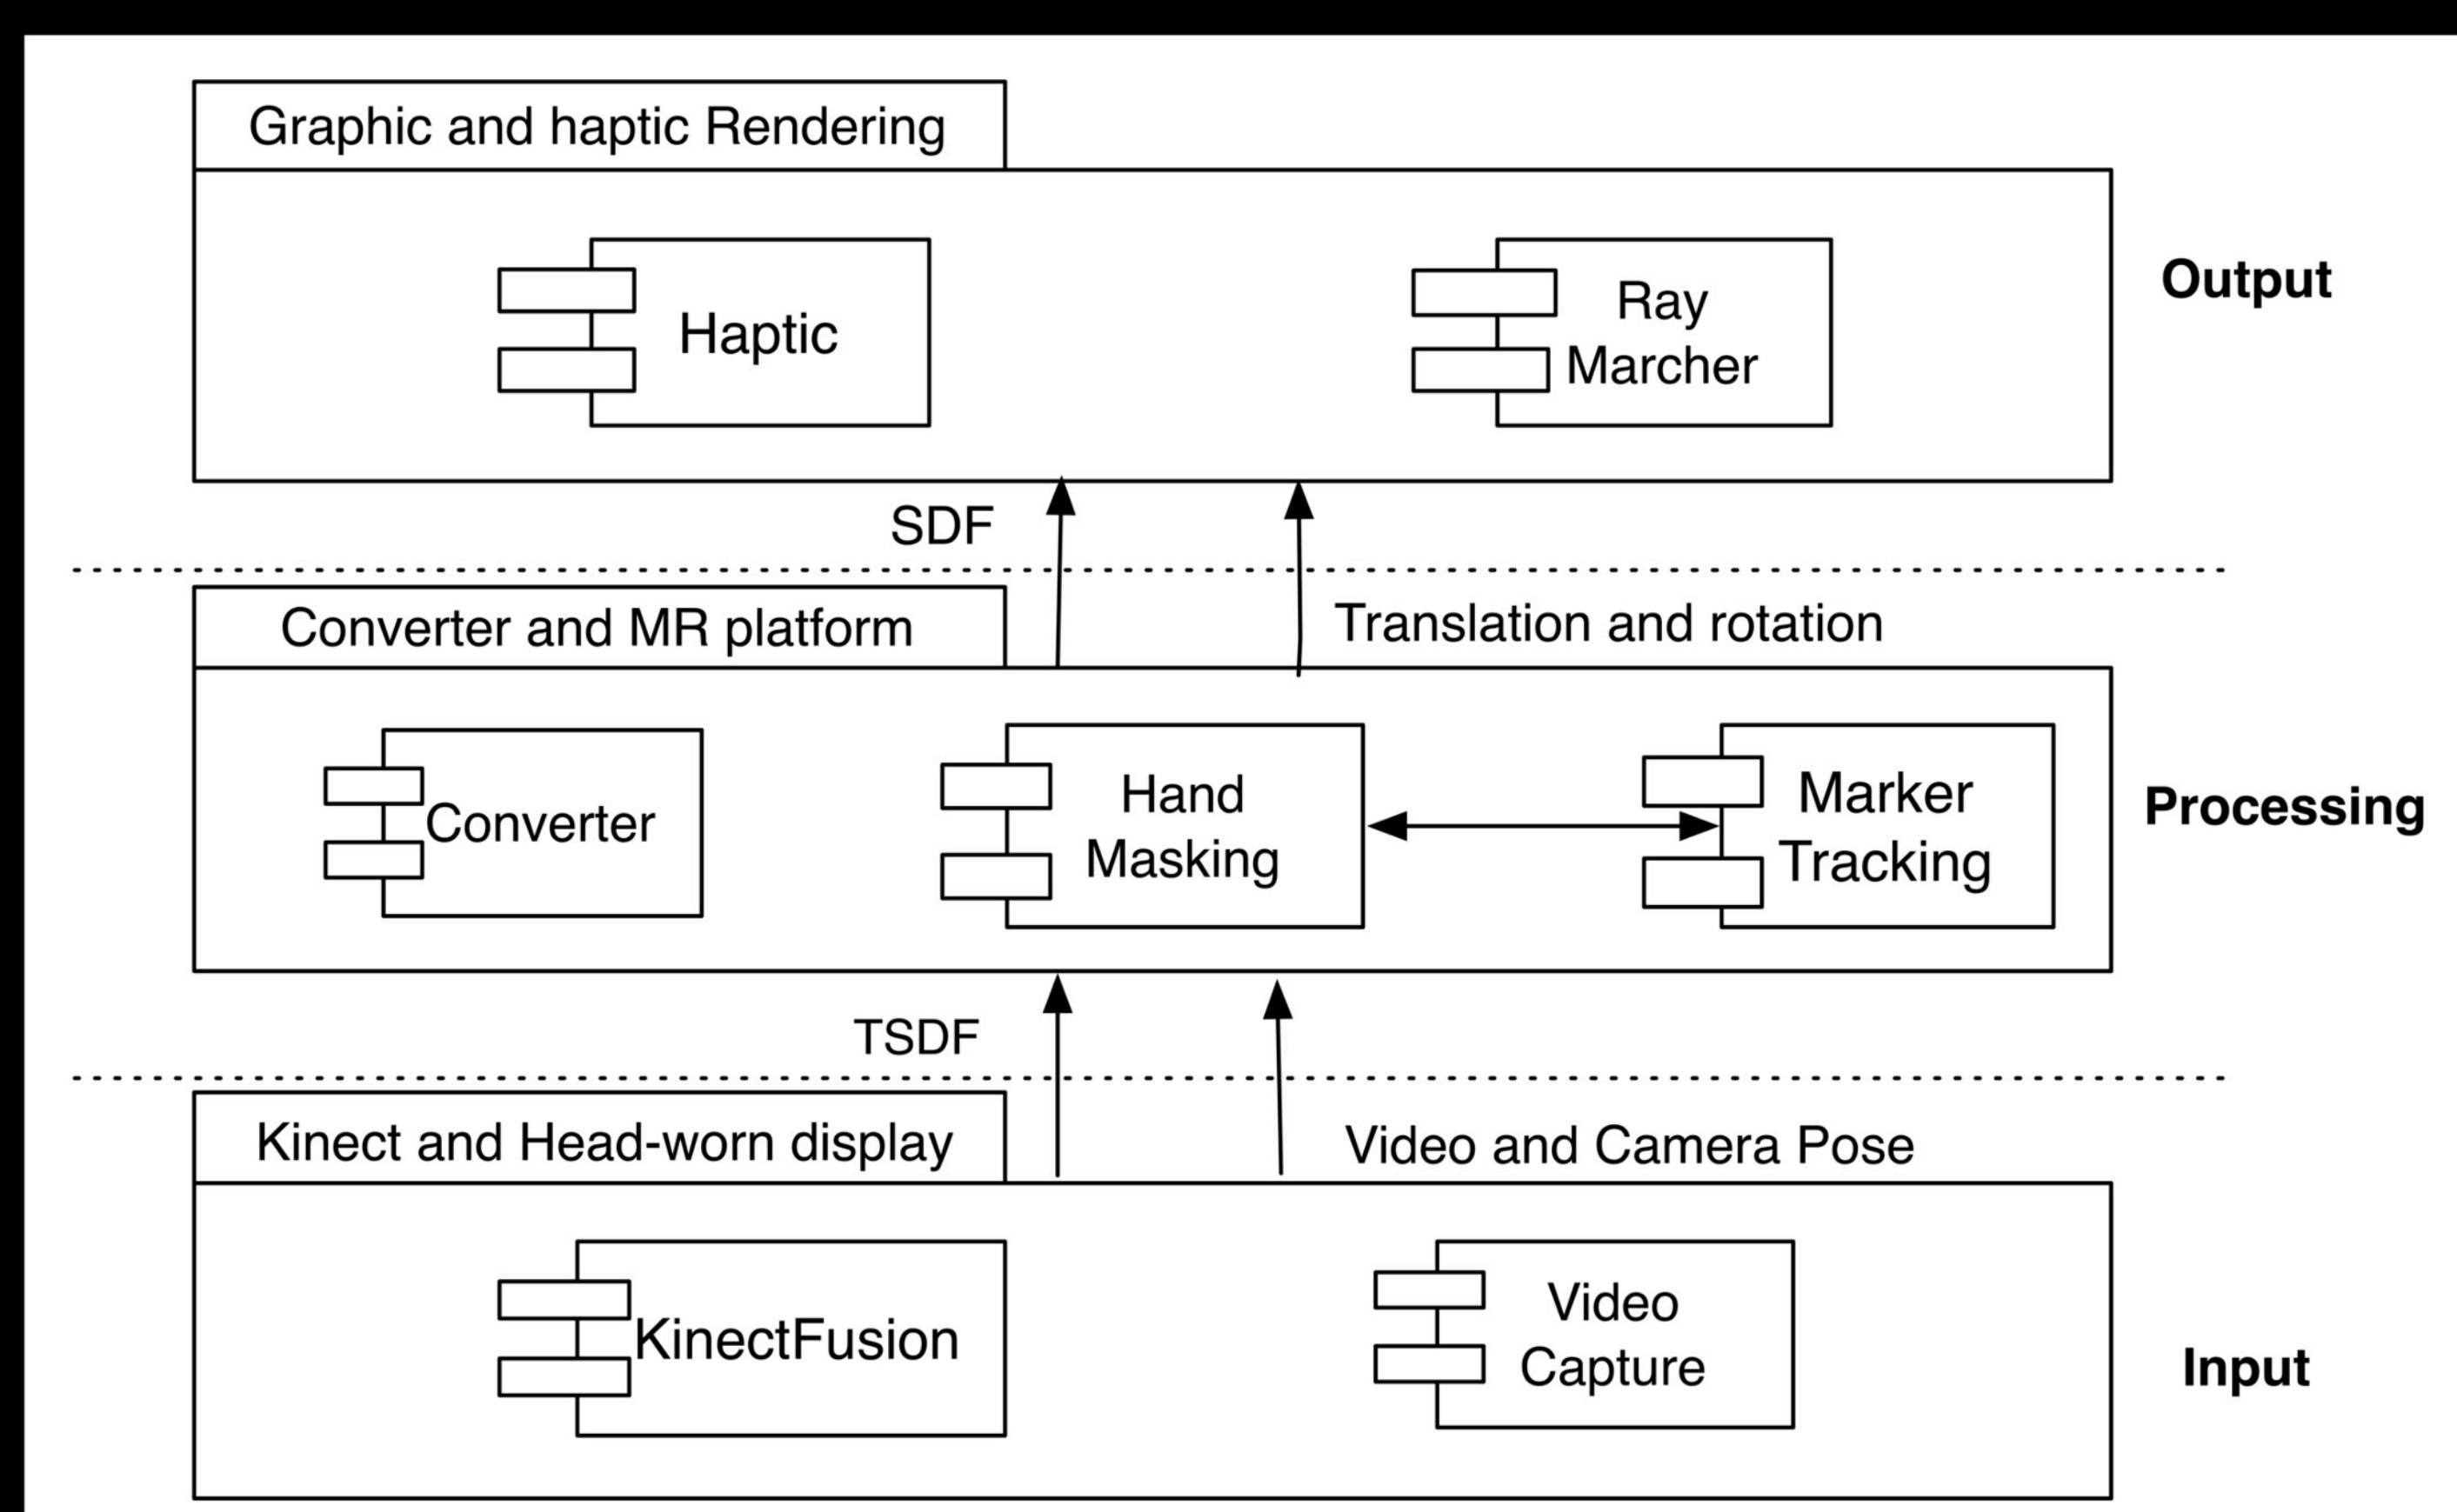 Graphic and haptic Rendering
Haptic
Ray
Marcher
Output
SDF
Converter and MR platform
Translation and rotation
Converter
Hand
Masking
Marker
Tracking
Processing
TSDF
Kinect and Head-worn display
Video and Camera Pose
KinectFusion
Video
Capture
Input